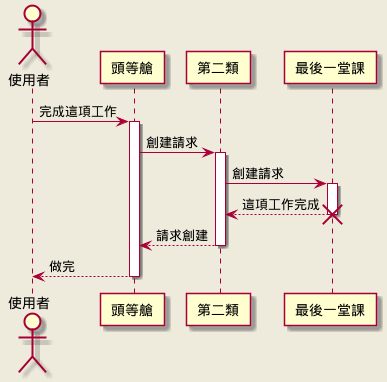 使用者
頭等艙
第二類
最後一堂課
完成這項工作
創建請求
創建請求
這項工作完成
請求創建
做完
使用者
頭等艙
第二類
最後一堂課